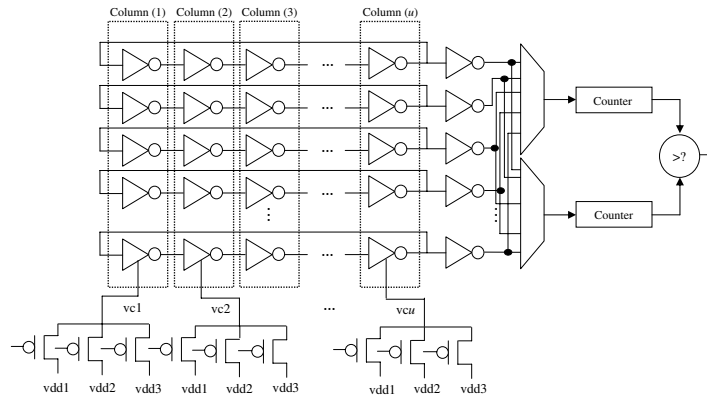 Column (1) Column (2) Column (3) Column (u)
... 
... Counter
... >?
...
⋮ ⋮ Counter
...
vc1 vc2 ... vcu
vdd1 vdd2 vdd3 vdd1 vdd2 vdd3 vdd1 vdd2 vdd3